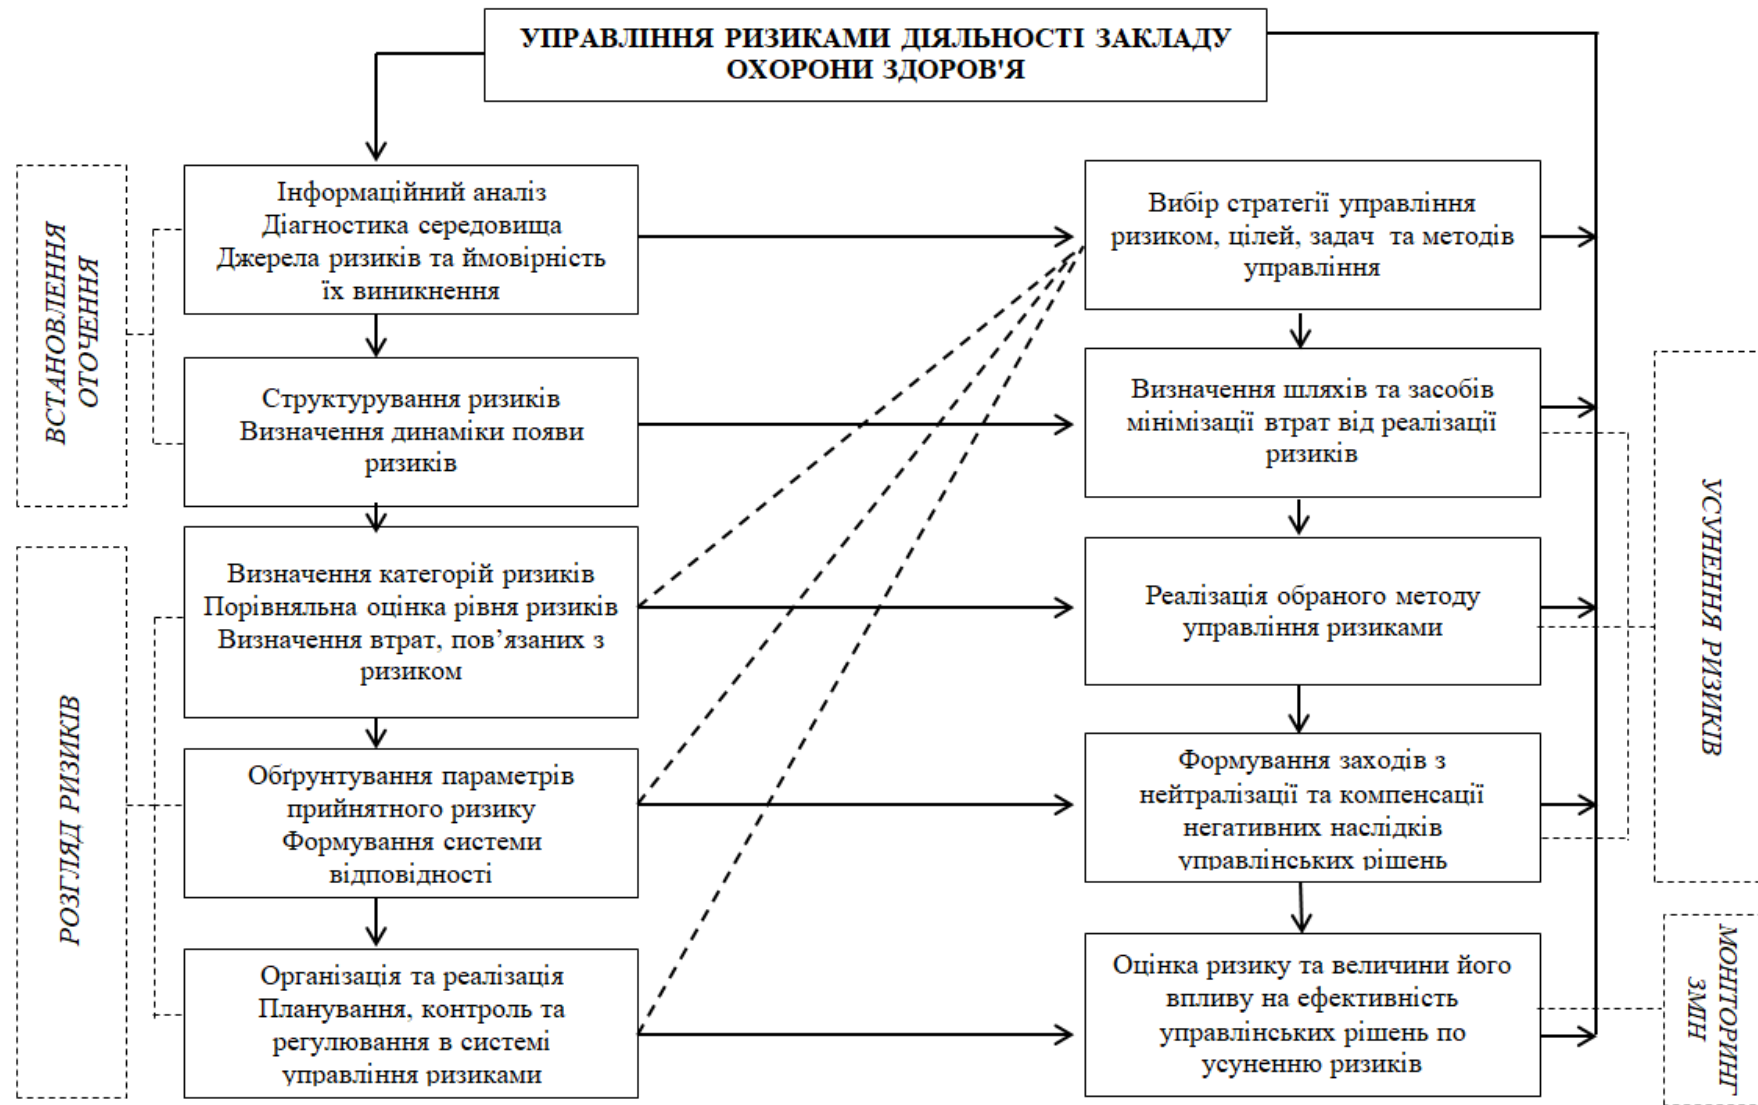 УПРАВЛІННЯ РИЗИКАМИ ДІЯЛЬНОСТІ ЗАКЛАДУ
ОХОРОНИ ЗДОРОВ'Я
ВСТАНОВЛЕННЯ
ОТОЧЕННЯ
Інформаційний аналіз
Діагностика середовища
Джерела ризиків та ймовірність
їх виникнення
Структурування ризиків
Визначення динаміки появи
ризиків
РОЗГЛЯД РИЗИКІВ
Визначення категорій ризиків
Порівняльна оцінка рівня ризиків
Визначення втрат, пов’язаних з
ризиком
Обґрунтування параметрів
прийнятного ризику
Формування системи
відповідності
Організація та реалізація
Планування, контроль та
регулювання в системі
управління ризиками
Вибір стратегії управління
ризиком, цілей, задач та методів
управління
Визначення шляхів та засобів
мінімізації втрат від реалізації
ризиків
Реалізація обраного методу
управління ризиками
Формування заходів з
нейтралізації та компенсації
негативних наслідків
управлінських рішень
Оцінка ризику та величини його
впливу на ефективність
управлінських рішень по
усуненню ризиків
УСУНЕННЯ РИЗИКІВ
МОНІТОРИНГ
ЗМІН